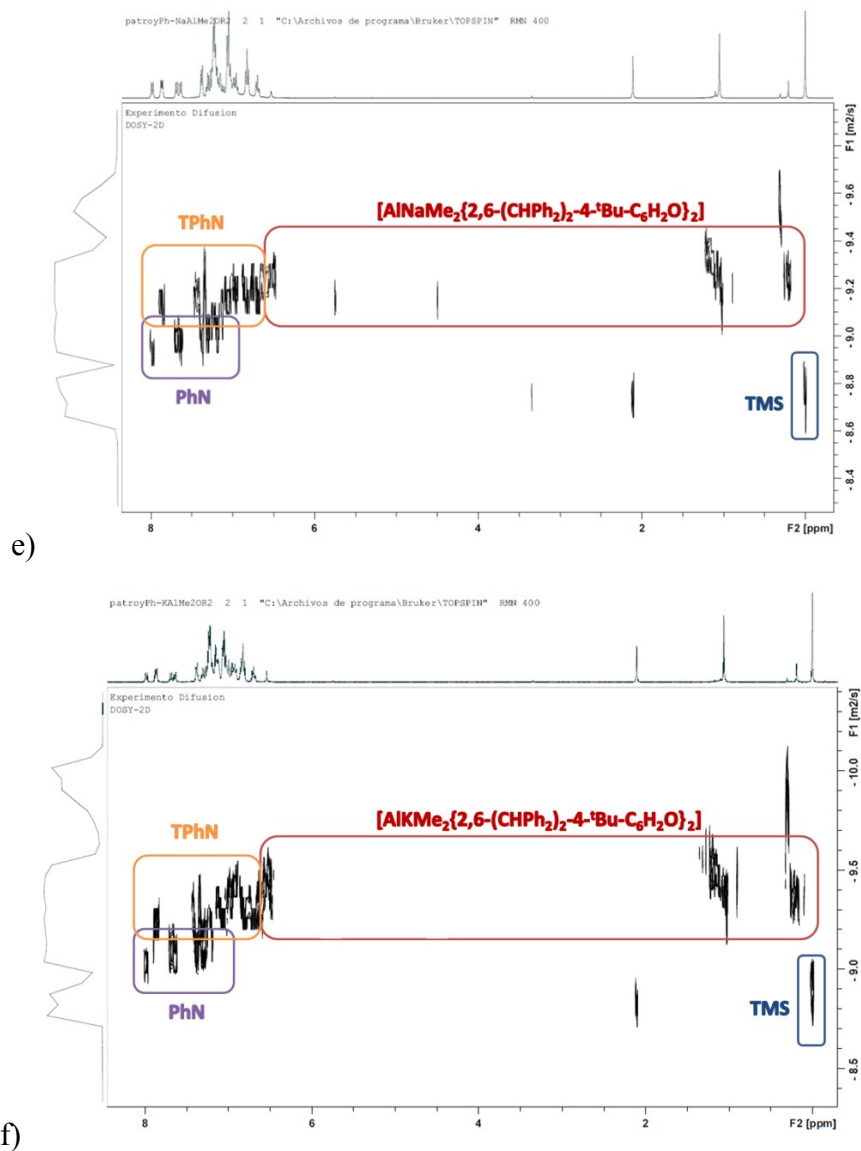 patroyPh-NaAlMe2OR2 2 1 "C:\Archivos de programa\Bruker\TOPSPIN" RMN 400
Experimento Difusion
DOSY-2D
[AlNaMe₂{2,6-(CHPh₂)₂-4-ᵗBu-C₆H₂O}₂]
TPhN
PhN
TMS
F1 [m2/s]
- 9.6
- 9.4
- 9.2
- 9.0
- 8.8
- 8.6
- 8.4
8 6 4 2 F2 [ppm]
e)
patroyPh-KAlMe2OR2 2 1 "C:\Archivos de programa\Bruker\TOPSPIN" RMN 400
Experimento Difusion
DOSY-2D
[AlKMe₂{2,6-(CHPh₂)₂-4-ᵗBu-C₆H₂O}₂]
TPhN
PhN
TMS
F1 [m2/s]
- 10.0
- 9.5
- 9.0
- 8.5
8 6 4 2 F2 [ppm]
f)